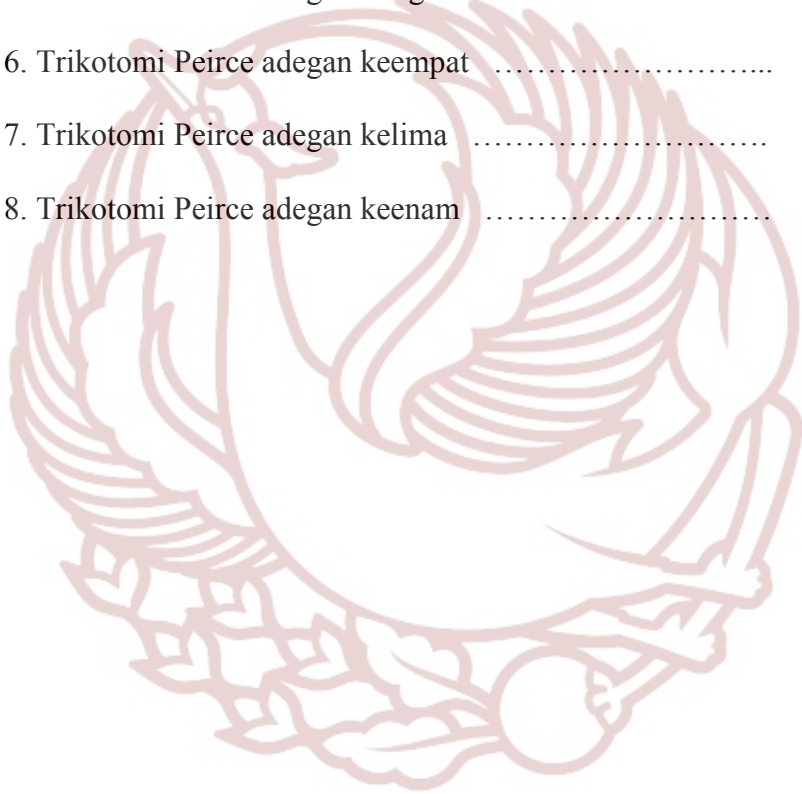 6. Trikotomi Peirce adegan keempat ………………………...
7. Trikotomi Peirce adegan kelima ……………………….
8. Trikotomi Peirce adegan keenam ………………………